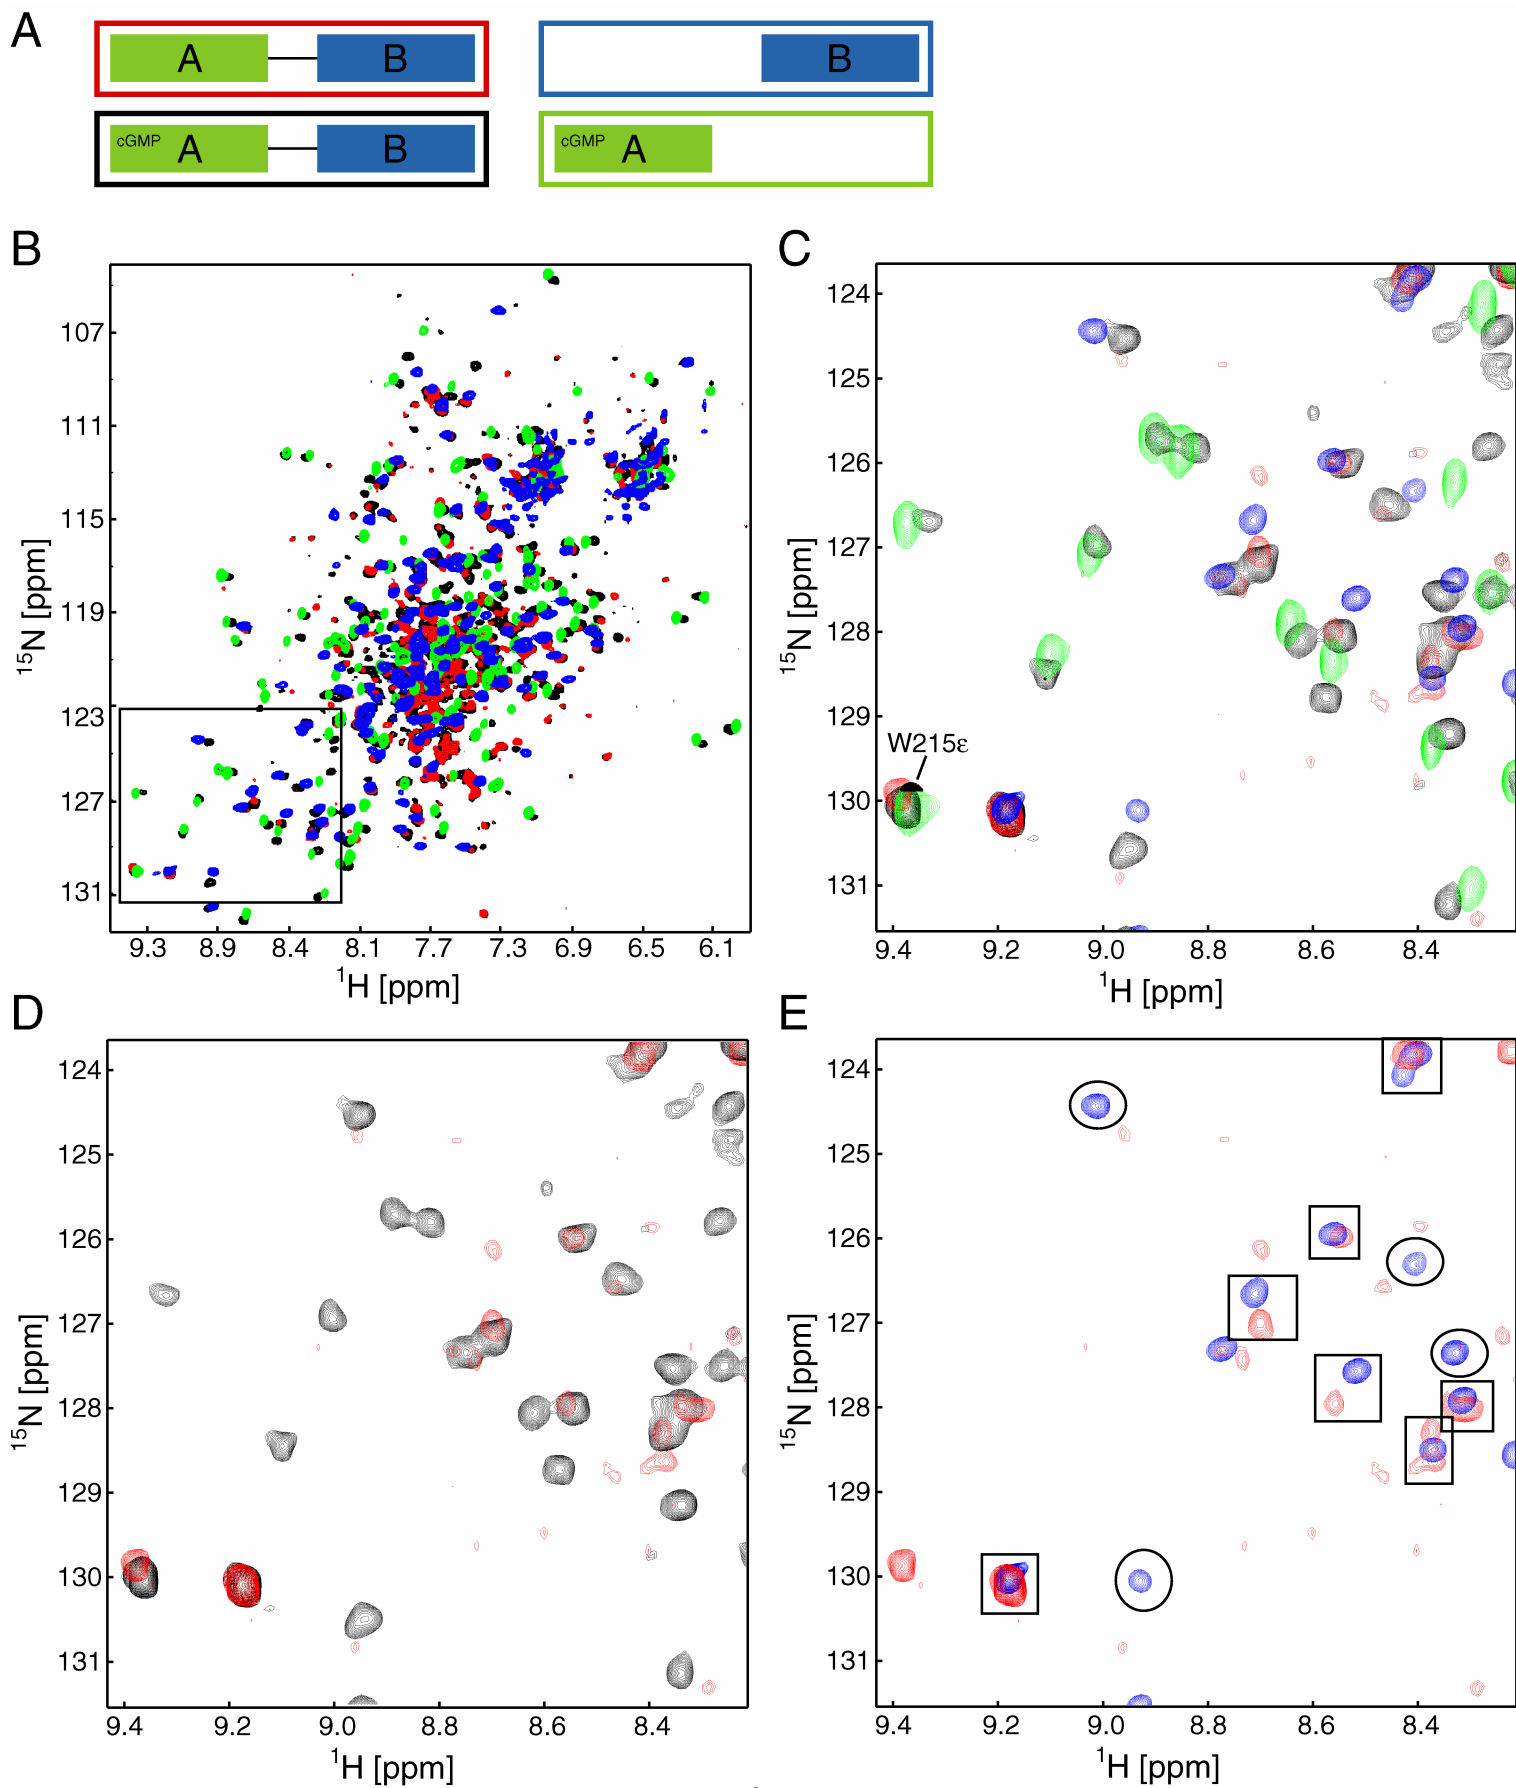 A
A B
B
cGMP A B
cGMP A
B
C
107
111
115
119
123
127
131
15N [ppm]
9.3 8.9 8.4 8.1 7.7 7.3 6.9 6.5 6.1
1H [ppm]
124
125
126
127
128
129
130
131
15N [ppm]
W215ε
9.4 9.2 9.0 8.8 8.6 8.4
1H [ppm]
D
E
124
125
126
127
128
129
130
131
15N [ppm]
9.4 9.2 9.0 8.8 8.6 8.4
1H [ppm]
124
125
126
127
128
129
130
131
15N [ppm]
9.4 9.2 9.0 8.8 8.6 8.4
1H [ppm]